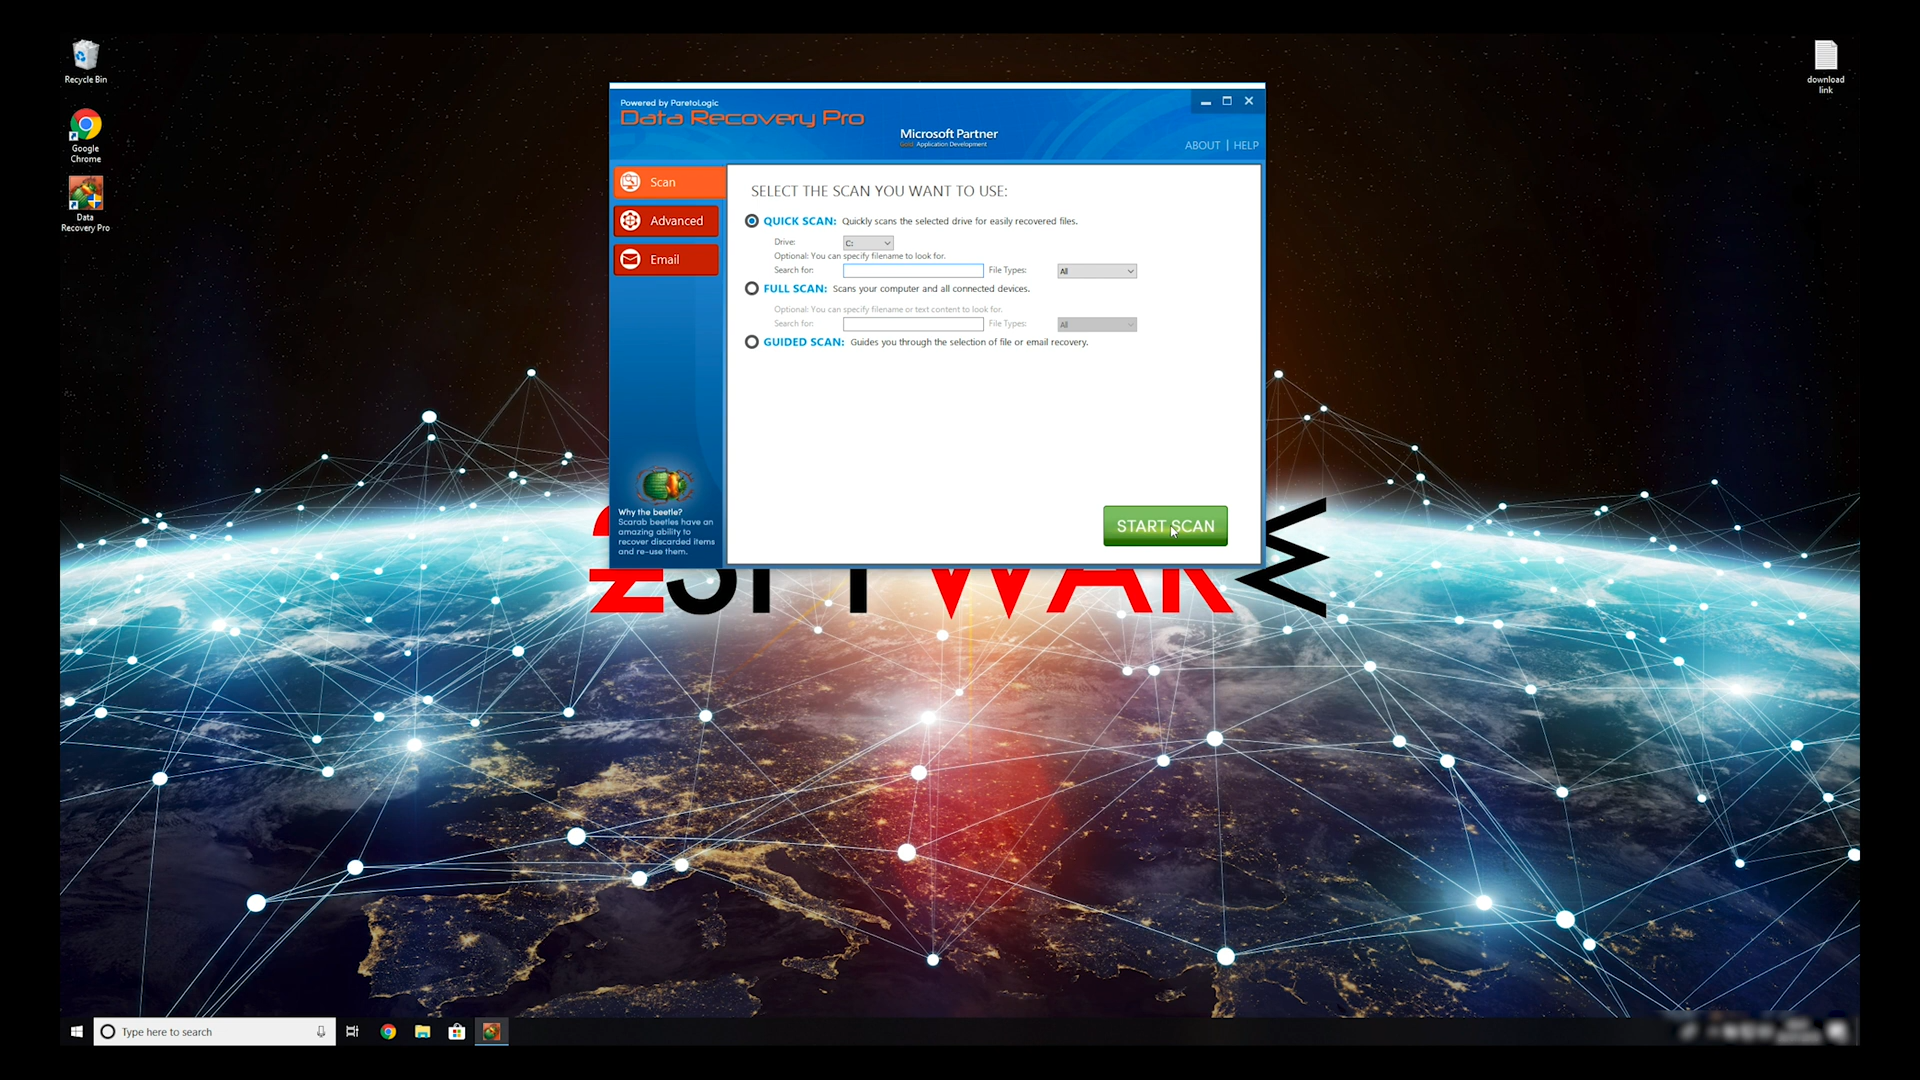 Recycle Bin
Google
Chrome
Data
Recovery Pro
download
link
Powered by ParetoLogic
Data Recovery Pro
Microsoft Partner
Gold Application Development
ABOUT | HELP
Scan
Advanced
Email
SELECT THE SCAN YOU WANT TO USE:
QUICK SCAN: Quickly scans the selected drive for easily recovered files.
Drive: C:
Optional: You can specify filename to look for.
Search for: File Types: All
FULL SCAN: Scans your computer and all connected devices.
Optional: You can specify filename or text content to look for.
Search for: File Types: All
GUIDED SCAN: Guides you through the selection of file or email recovery.
Why the beetle?
Scarab beetles have an
amazing ability to
recover discarded items
and re-use them.
START SCAN
2SPYWARE
Type here to search